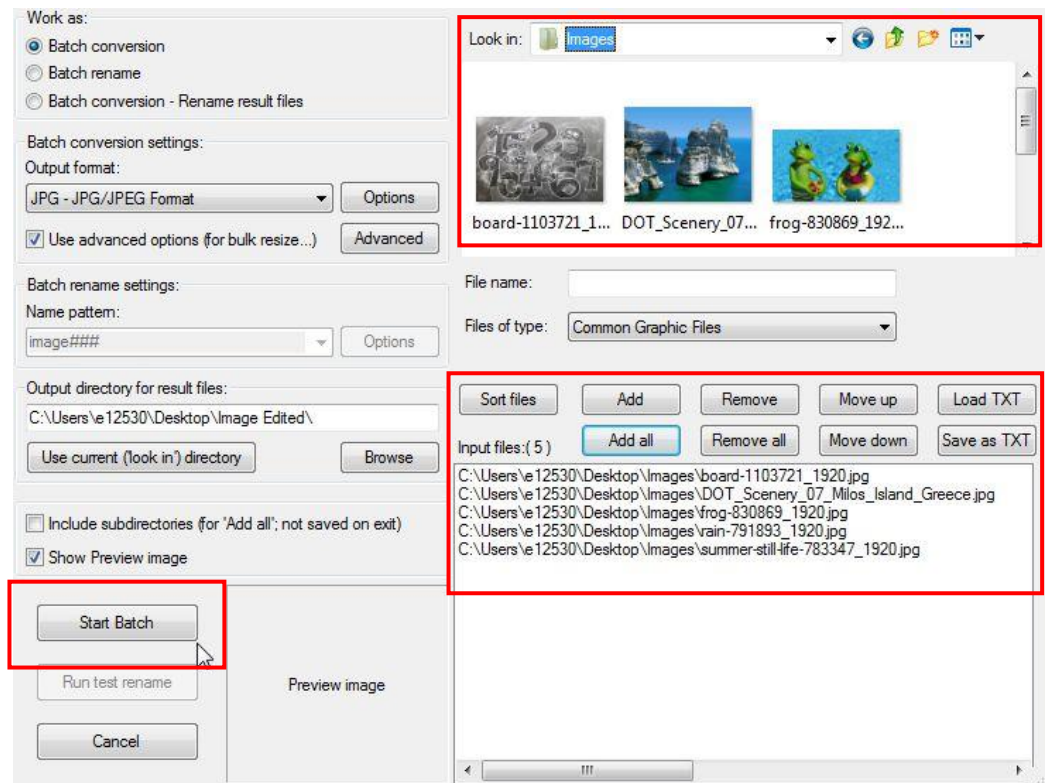 Work as:
Batch conversion
Batch rename
Batch conversion - Rename result files
Batch conversion settings:
Output format:
JPG - JPG/JPEG Format
Options
Use advanced options (for bulk resize...)
Advanced
Batch rename settings:
Name pattern:
image###
Options
Output directory for result files:
C:\Users\e12530\Desktop\Image Edited\
Use current ('look in') directory
Browse
Include subdirectories (for 'Add all'; not saved on exit)
Show Preview image
Start Batch
Run test rename
Cancel
Preview image
Look in:
Images
board-1103721_1...
DOT_Scenery_07...
frog-830869_192...
File name:
Files of type:
Common Graphic Files
Sort files
Add
Remove
Move up
Load TXT
Input files:( 5 )
Add all
Remove all
Move down
Save as TXT
C:\Users\e12530\Desktop\Images\board-1103721_1920.jpg
C:\Users\e12530\Desktop\Images\DOT_Scenery_07_Milos_Island_Greece.jpg
C:\Users\e12530\Desktop\Images\frog-830869_1920.jpg
C:\Users\e12530\Desktop\Images\rain-791893_1920.jpg
C:\Users\e12530\Desktop\Images\summer-still-life-783347_1920.jpg